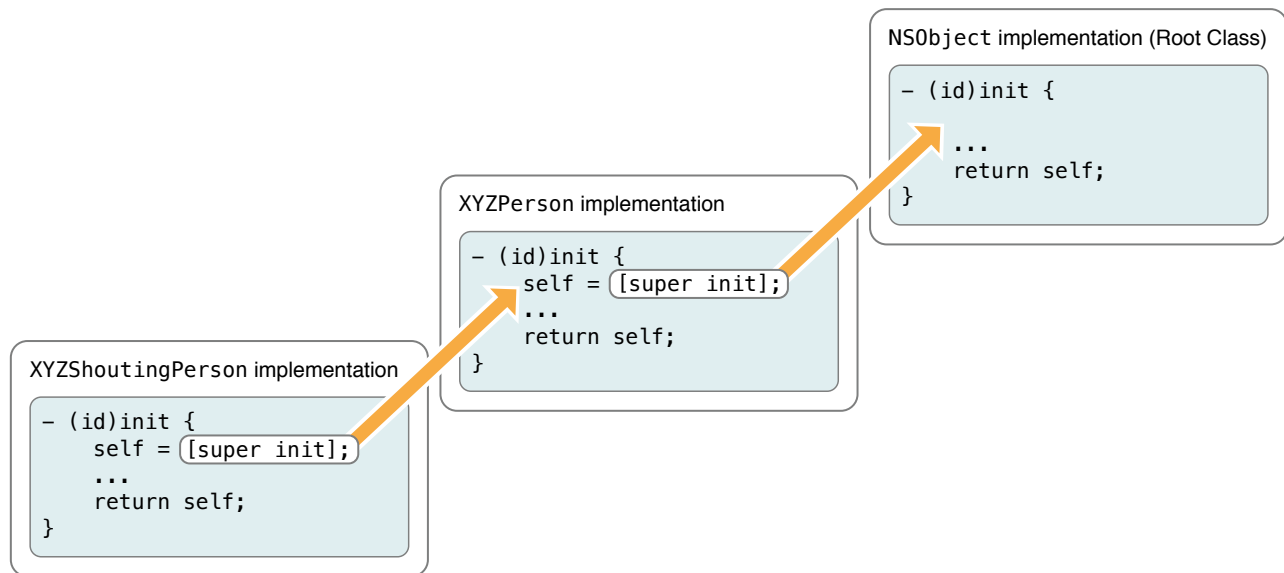 NSObject implementation (Root Class)
– (id)init {
...
return self;
}
XYZPerson implementation
– (id)init {
self = [super init];
...
return self;
}
XYZShoutingPerson implementation
– (id)init {
self = [super init];
...
return self;
}